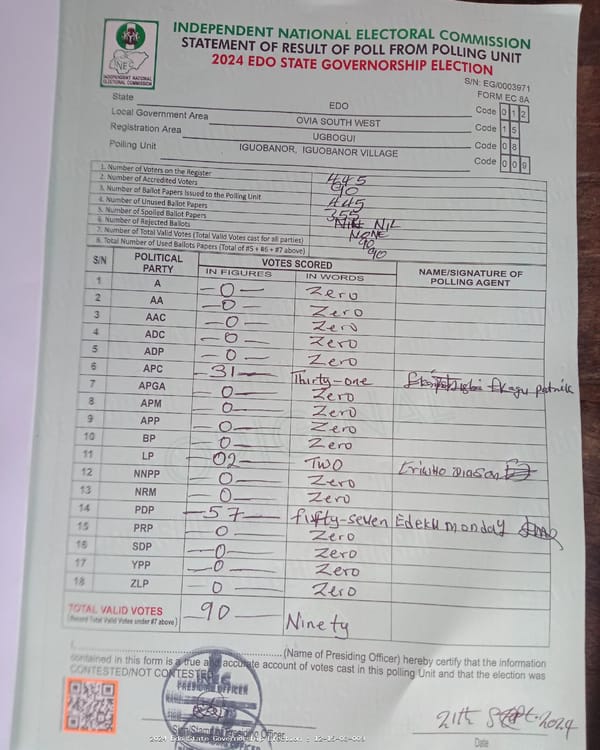 INDEPENDENT NATIONAL ELECTORAL COMMISSION
STATEMENT OF RESULT OF POLL FROM POLLING UNIT
2024 EDO STATE GOVERNORSHIP ELECTION
INEC
INDEPENDENT NATIONAL ELECTORAL COMMISSION
S/N: EG/0003971
FORM EC 8A
State EDO Code 0 1 2
Local Government Area OVIA SOUTH WEST Code 1 5
Registration Area UGBOGUI Code 0 8
Polling Unit IGUOBANOR, IGUOBANOR VILLAGE Code 0 0 9
1. Number of Voters on the Register 445
2. Number of Accredited Voters 90
3. Number of Ballot Papers Issued to the Polling Unit 445
4. Number of Unused Ballot Papers 355
5. Number of Spoiled Ballot Papers NIL
6. Number of Rejected Ballots NONE
7. Number of Total Valid Votes (Total Valid Votes cast for all parties) 90
8. Total Number of Used Ballots Papers (Total of #5 + #6 + #7 above) 90
S/N POLITICAL PARTY VOTES SCORED NAME/SIGNATURE OF POLLING AGENT
IN FIGURES IN WORDS
1 A -0- Zero
2 AA -0- Zero
3 AAC -0- Zero
4 ADC -0- Zero
5 ADP -0- Zero
6 APC -31- Thirty-one
7 APGA -0- Zero
8 APM -0- Zero
9 APP -0- Zero
10 BP -0- Zero
11 LP -02- TWO
12 NNPP -0- Zero
13 NRM -0- Zero
14 PDP -57- fifty-seven Edeku monday
15 PRP 0 Zero
16 SDP -0- Zero
17 YPP -0- Zero
18 ZLP 0 Zero
TOTAL VALID VOTES -90- Ninety
(Record Total Valid Votes under #7 above)
I,..........(Name of Presiding Officer) hereby certify that the information
contained in this form is a true and accurate account of votes cast in this polling Unit and that the election was
CONTESTED/NOT CONTESTED
PRESIDING OFFICER
21th Sept. 2024
Date